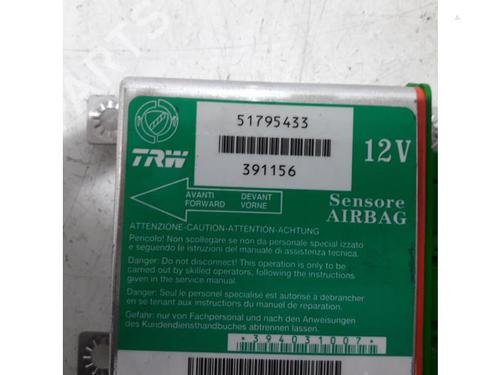 51795433
TRW
391156
12V
AVANTI DEVANT
FORWARD VORNE
Sensore
AIRBAG
ATTENZIONE-CAUTION-ATTENTION-ACHTUNG
Pericolo! Non scollegare se non da personale special izzato
e seguendo le istruzioni del manuale di assistenza tecnica.
Danger: Do not disconnect! This operation is only to be
carried out by skilled operators, following the instructions
given in the service manual.
Danger: Seul le personel specialisé est autorisé a debrancher
en se tenant aux instructions du manuel de reparation.
Gefahr: nur von Fachpersonal und nach den Anweisungen
des Kundendiensthandbuches abtrennen lassen.
*394031007*